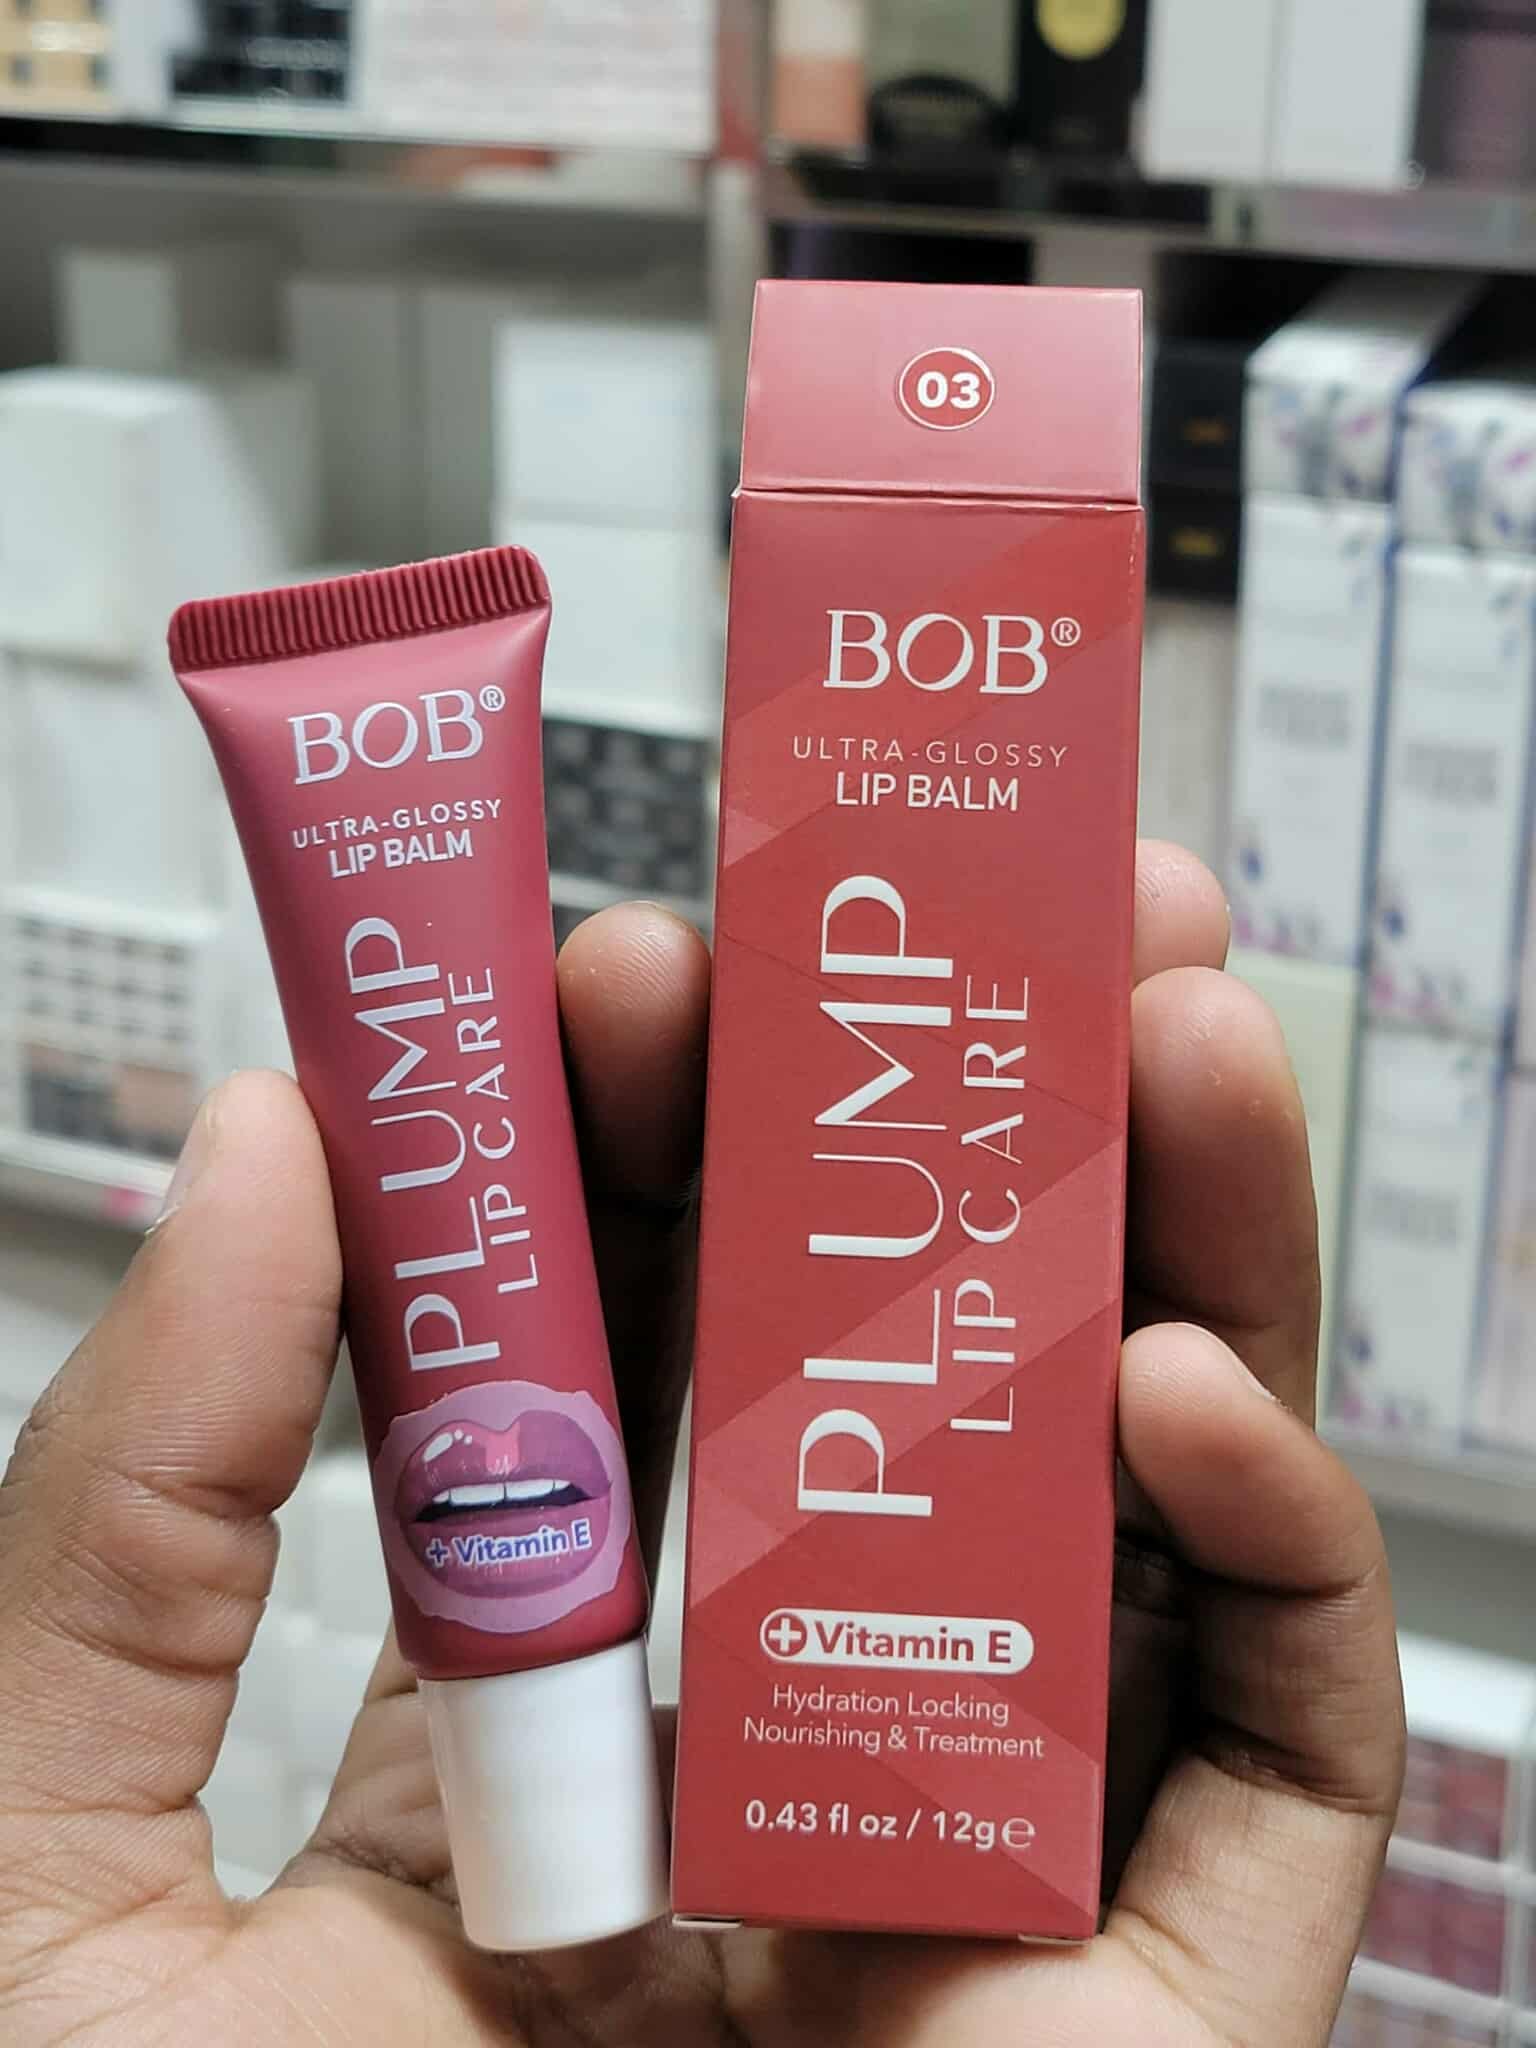 BOB®
ULTRA-GLOSSY
LIP BALM
PLUMP
LIP CARE
+ Vitamin E
03
BOB®
ULTRA-GLOSSY
LIP BALM
PLUMP
LIP CARE
+ Vitamin E
Hydration Locking
Nourishing & Treatment
0.43 fl oz / 12g ℮